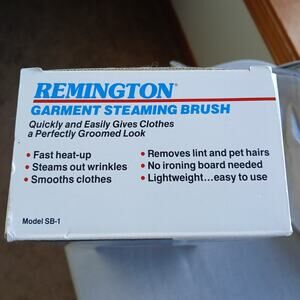 REMINGTON®
GARMENT STEAMING BRUSH
Quickly and Easily Gives Clothes
a Perfectly Groomed Look
• Fast heat-up
• Steams out wrinkles
• Smooths clothes
• Removes lint and pet hairs
• No ironing board needed
• Lightweight...easy to use
Model SB-1